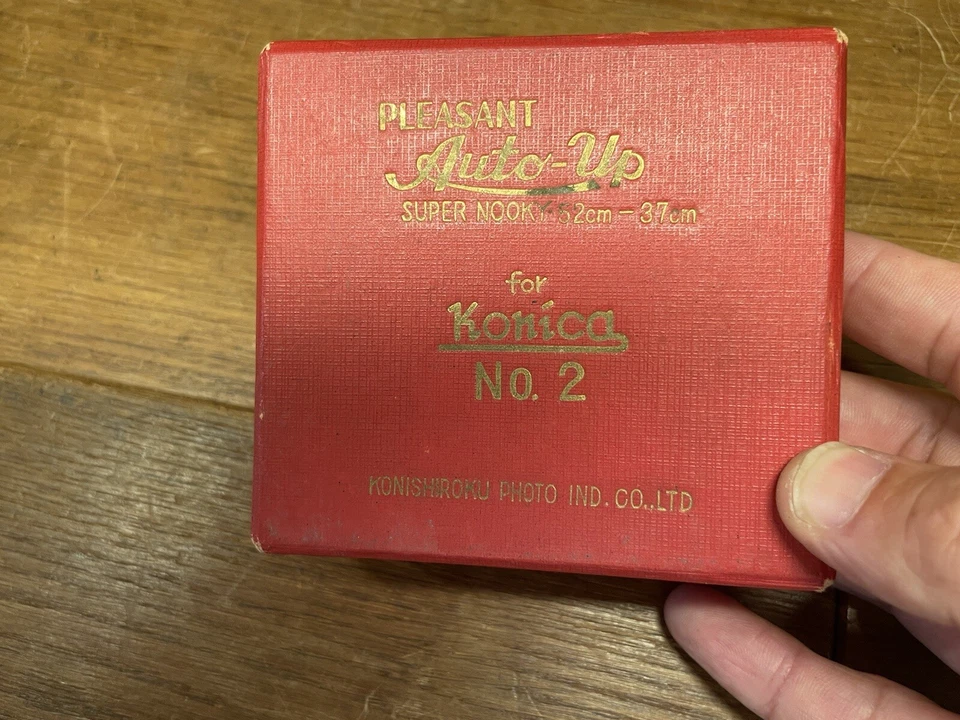 PLEASANT
Auto-Up
SUPER NOOKY 52cm – 37cm
for
Konica
No. 2
KONISHIROKU PHOTO IND. CO., LTD